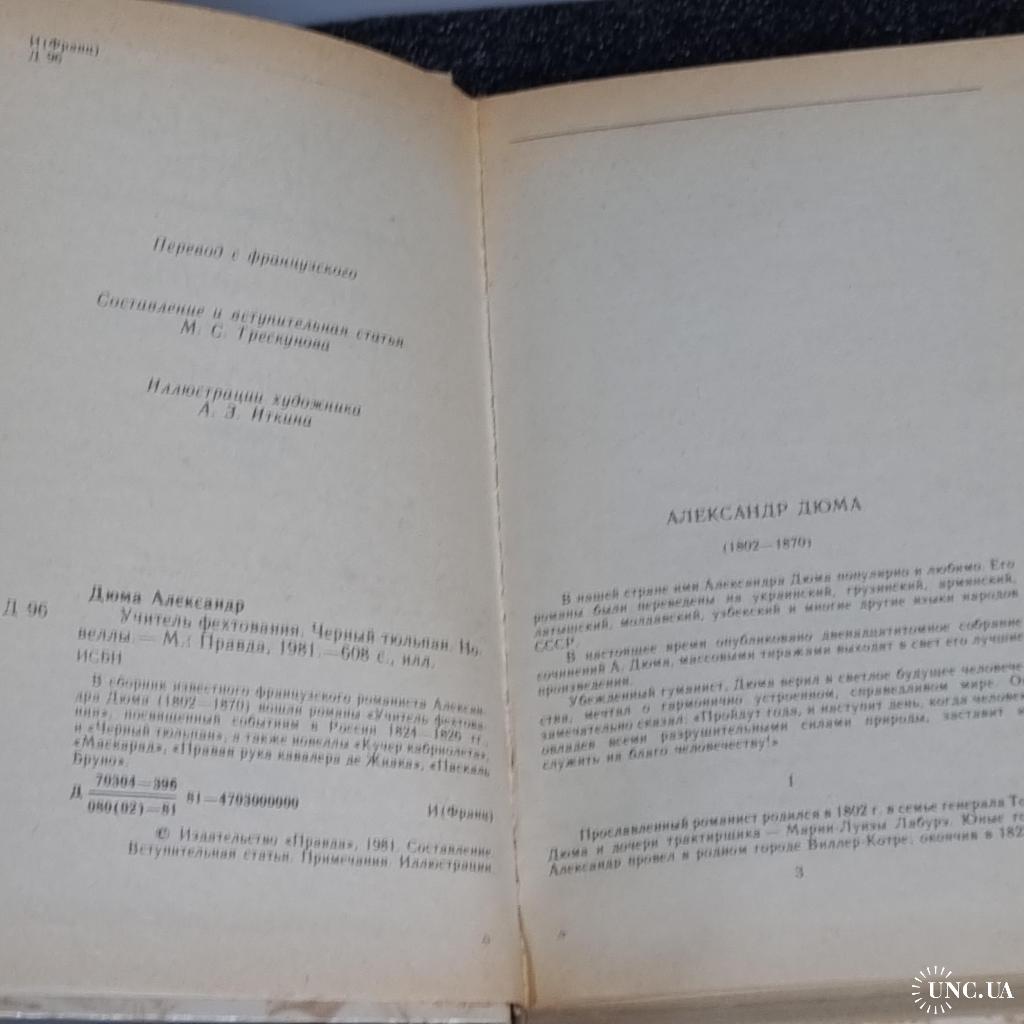 И(Франц)
Д 96
Перевод с французского
Составление и вступительная статья
М. С. Трескунова
Иллюстрации художника
А. З. Иткина
Дюма Александр
Д 96 Учитель фехтования. Черный тюльпан. Но-
веллы.— М.: Правда, 1981.—608 с., илл.
ИСБН
В сборник известного французского романиста Алексан-
дра Дюма (1802—1870) вошли романы «Учитель фехтова-
ния», посвященный событиям в России 1824—1826 гг.,
и «Черный тюльпан», а также новеллы «Кучер кабриолета»,
«Маскарад», «Правая рука кавалера де Жиака», «Паскаль
Бруно».
Д 70304—396
080(02)—81 81—4703000000 И(Франц)
© Издательство «Правда», 1981. Составление.
Вступительная статья. Примечания. Иллюстрации.
АЛЕКСАНДР ДЮМА
(1802—1870)
В нашей стране имя Александра Дюма популярно и любимо. Его
романы были переведены на украинский, грузинский, армянский,
латышский, молдавский, узбекский и многие другие языки народов
СССР.
В настоящее время опубликовано двенадцатитомное собрание
сочинений А. Дюма, массовыми тиражами выходят в свет его лучшие
произведения.
Убежденный гуманист, Дюма верил в светлое будущее человече-
ства, мечтал о гармонично устроенном, справедливом мире. О
замечательно сказал: «Пройдут года, и наступит день, когда человек
овладев всеми разрушительными силами природы, заставит
служить на благо человечеству!»
1
Прославленный романист родился в 1802 г. в семье генерала То
Дюма и дочери трактирщика — Марии-Луизы Лабурэ. Юные го
Александр провел в родном городе Виллер-Котре; окончив в 182
3
UNC.UA